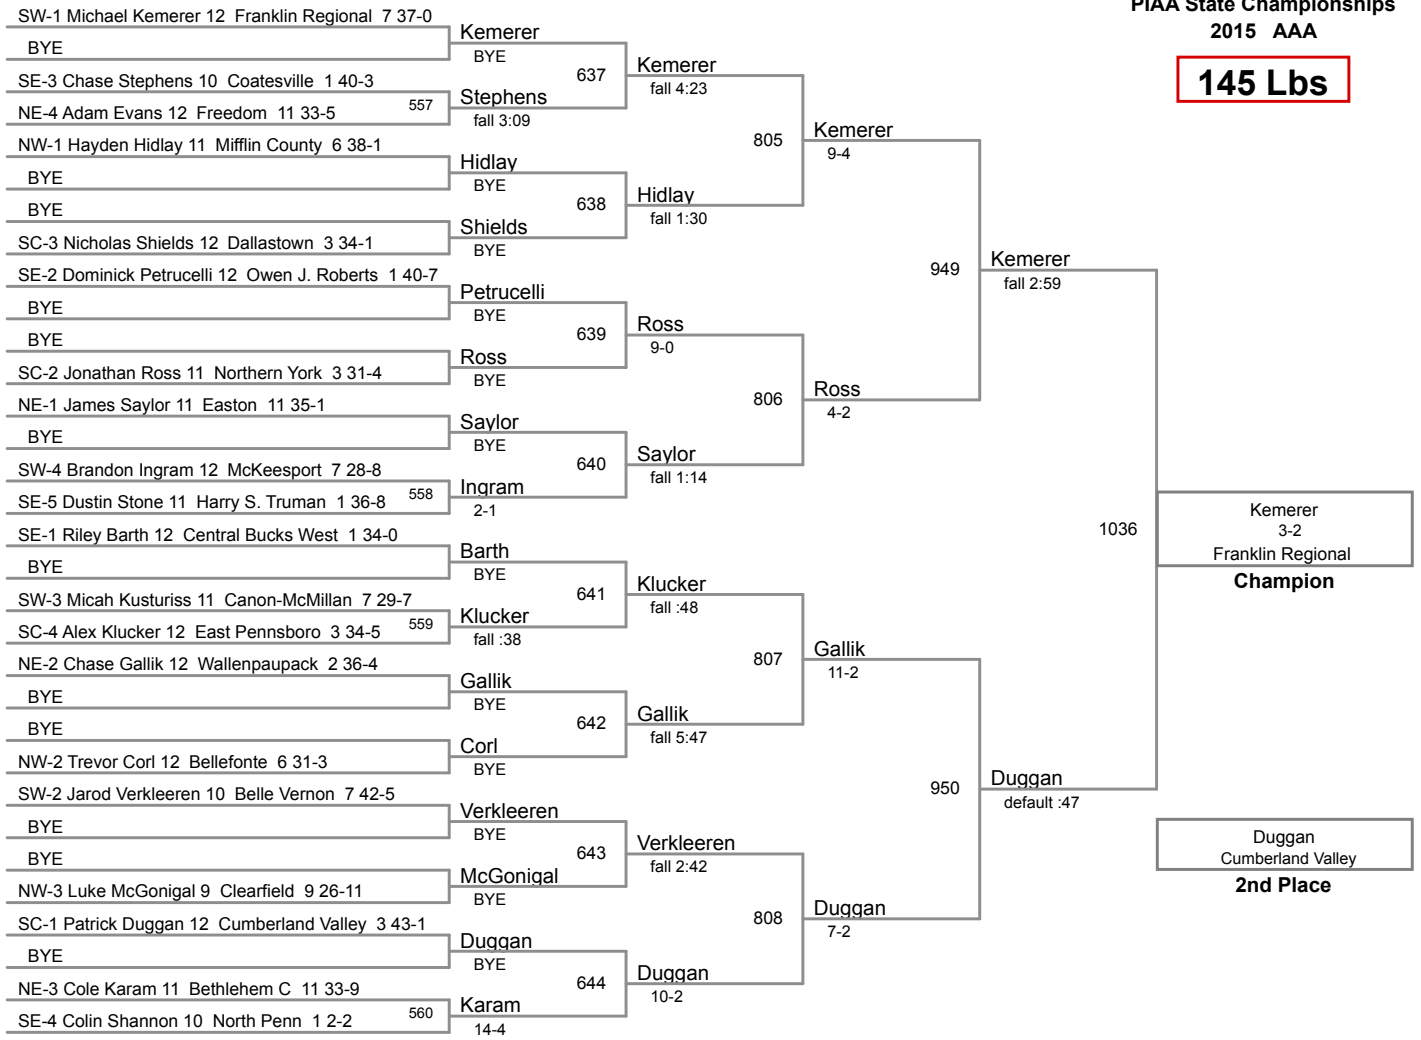 PIAA State Championships
2015 AAA
145 Lbs
SW-1 Michael Kemerer 12 Franklin Regional 7 37-0
BYE
SE-3 Chase Stephens 10 Coatesville 1 40-3
NE-4 Adam Evans 12 Freedom 11 33-5
NW-1 Hayden Hidlay 11 Mifflin County 6 38-1
BYE
BYE
SC-3 Nicholas Shields 12 Dallastown 3 34-1
SE-2 Dominick Petrucelli 12 Owen J. Roberts 1 40-7
BYE
BYE
SC-2 Jonathan Ross 11 Northern York 3 31-4
NE-1 James Saylor 11 Easton 11 35-1
BYE
SW-4 Brandon Ingram 12 McKeesport 7 28-8
SE-5 Dustin Stone 11 Harry S. Truman 1 36-8
SE-1 Riley Barth 12 Central Bucks West 1 34-0
BYE
SW-3 Micah Kusturiss 11 Canon-McMillan 7 29-7
SC-4 Alex Klucker 12 East Pennsboro 3 34-5
NE-2 Chase Gallik 12 Wallenpaupack 2 36-4
BYE
BYE
NW-2 Trevor Corl 12 Bellefonte 6 31-3
SW-2 Jarod Verkleeren 10 Belle Vernon 7 42-5
BYE
BYE
NW-3 Luke McGonigal 9 Clearfield 9 26-11
SC-1 Patrick Duggan 12 Cumberland Valley 3 43-1
BYE
NE-3 Cole Karam 11 Bethlehem C 11 33-9
SE-4 Colin Shannon 10 North Penn 1 2-2
557
558
559
560
Kemerer
BYE
Stephens
fall 3:09
Hidlay
BYE
Shields
BYE
Petrucelli
BYE
Ross
BYE
Saylor
BYE
Ingram
2-1
Barth
BYE
Klucker
fall :38
Gallik
BYE
Corl
BYE
Verkleeren
BYE
McGonigal
BYE
Duggan
BYE
Karam
14-4
637
638
639
640
641
642
643
644
Kemerer
fall 4:23
Hidlay
fall 1:30
Ross
9-0
Saylor
fall 1:14
Klucker
fall :48
Gallik
fall 5:47
Verkleeren
fall 2:42
Duggan
10-2
805
806
807
808
Kemerer
9-4
Ross
4-2
Gallik
11-2
Duggan
7-2
949
950
Kemerer
fall 2:59
Duggan
default :47
1036
Kemerer
3-2
Franklin Regional
Champion
Duggan
Cumberland Valley
2nd Place